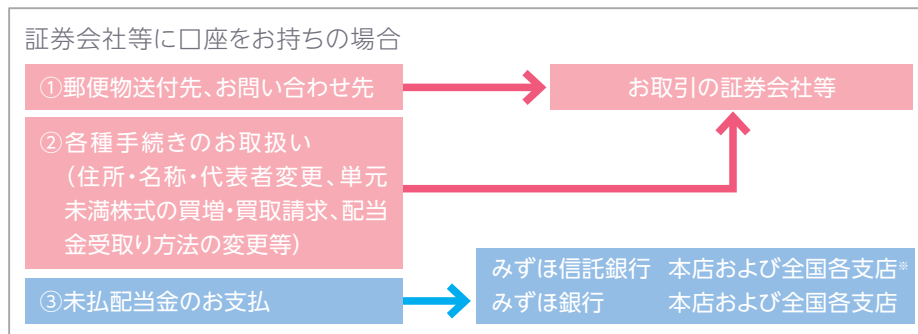 証券会社等に口座をお持ちの場合
①郵便物送付先、お問い合わせ先
お取引の証券会社等
②各種手続きのお取扱い
（住所・名称・代表者変更、単元
未満株式の買増・買取請求、配当
金受取り方法の変更等）
③未払配当金のお支払
みずほ信託銀行 本店および全国各支店※
みずほ銀行 本店および全国各支店